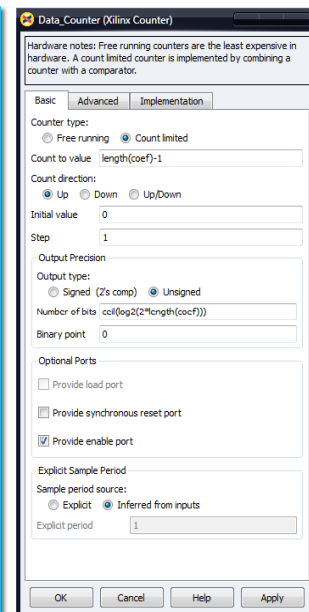 Data_Counter (Xilinx Counter)
Hardware notes: Free running counters are the least expensive in
hardware. A count limited counter is implemented by combining a
counter with a comparator.
Basic Advanced Implementation
Counter type:
Free running Count limited
Count to value length(coef)-1
Count direction:
Up Down Up/Down
Initial value 0
Step 1
Output Precision
Output type:
Signed (2's comp) Unsigned
Number of bits ceil(log2(2*length(coef)))
Binary point 0
Optional Ports
Provide load port
Provide synchronous reset port
Provide enable port
Explicit Sample Period
Sample period source:
Explicit Inferred from inputs
Explicit period 1
OK Cancel Help Apply